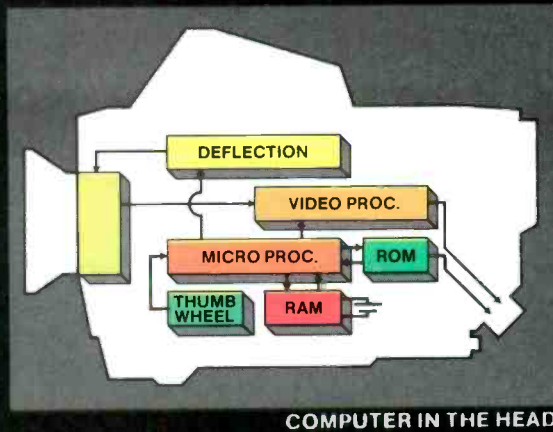 DEFLECTION
VIDEO PROC.
MICRO PROC.
ROM
THUMB
WHEEL
RAM
COMPUTER IN THE HEAD